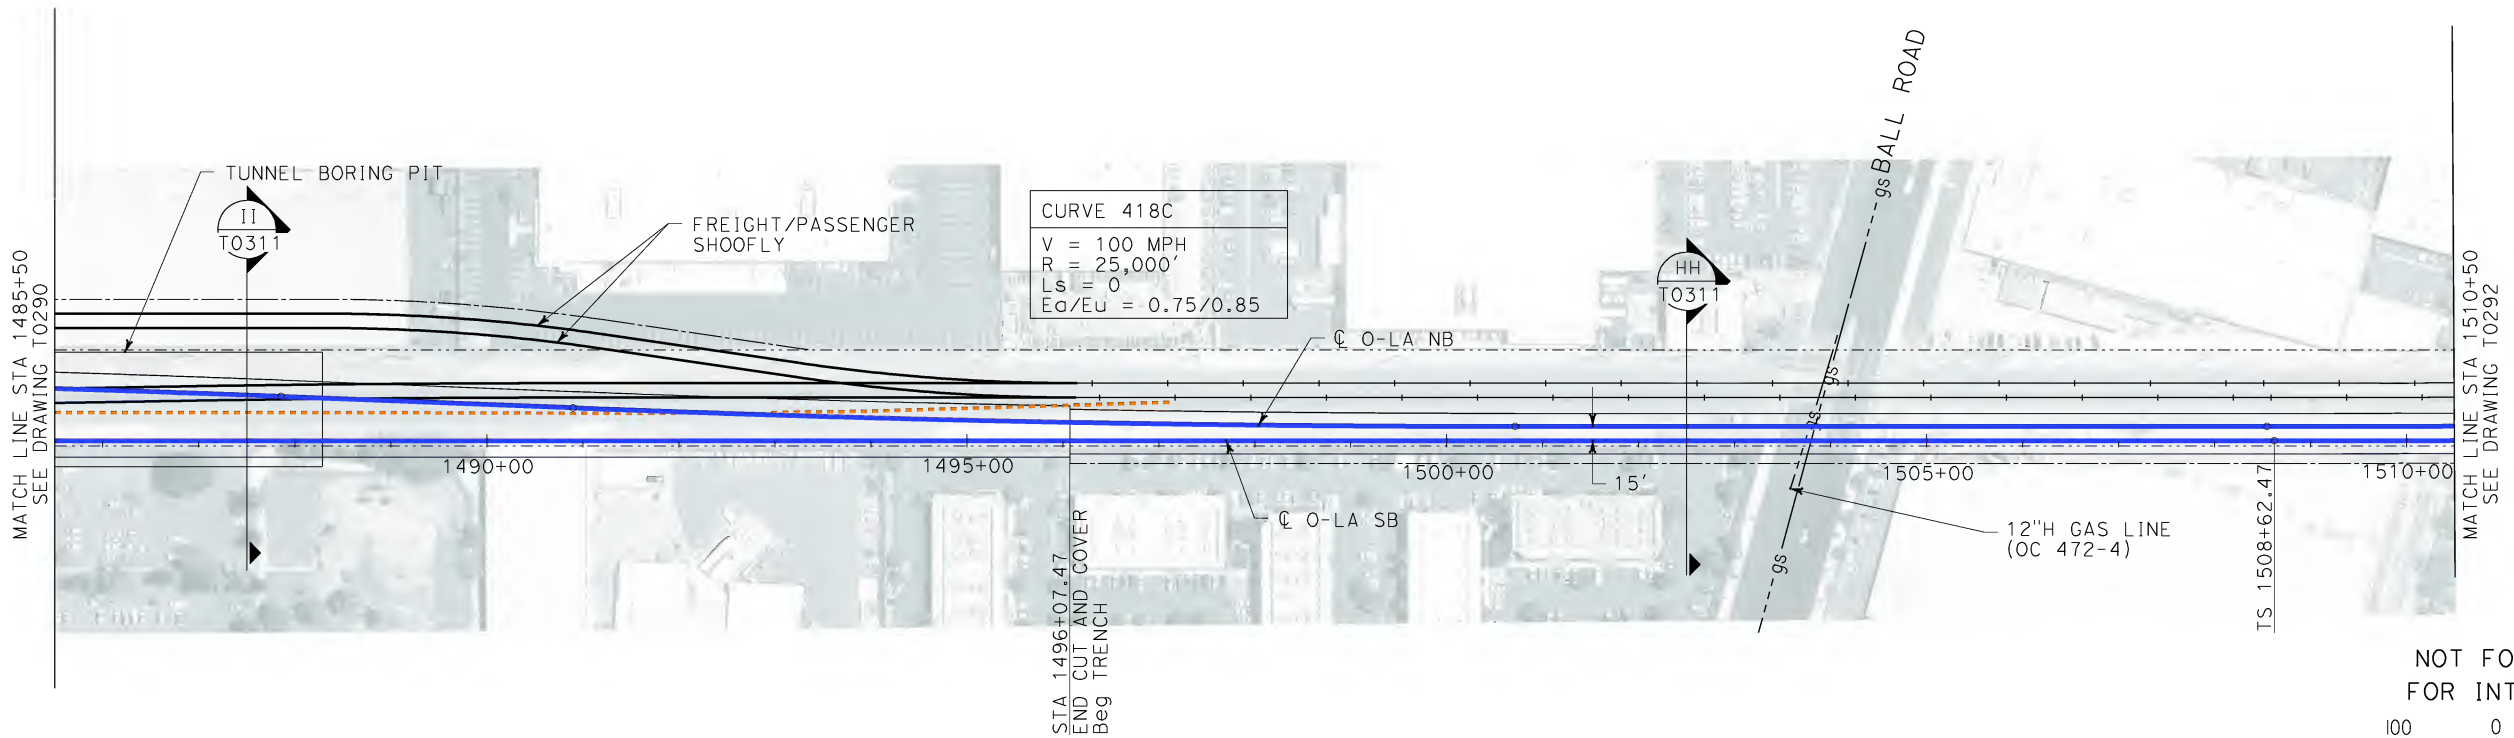 MATCH LINE STA 1485+50
SEE DRAWING T0290
TUNNEL BORING PIT
II
T0311
FREIGHT/PASSENGER
SHOOFLY
CURVE 418C
V = 100 MPH
R = 25,000'
Ls = 0
Ea/Eu = 0.75/0.85
℄ O-LA NB
HH
T0311
BALL ROAD
gs
gs
gs
gs
MATCH LINE STA 1510+50
SEE DRAWING T0292
1490+00
1495+00
1500+00
1505+00
1510+00
15'
℄ O-LA SB
12"H GAS LINE
(OC 472-4)
STA 1496+07.47
END CUT AND COVER
Beg TRENCH
TS 1508+62.47
NOT FO
FOR INT
100 0